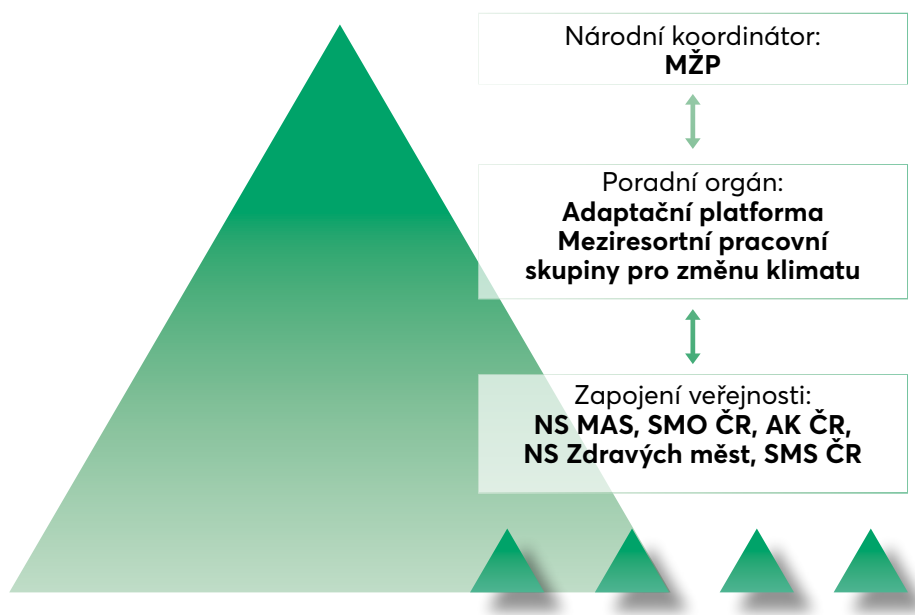 Národní koordinátor:
MŽP
Poradní orgán:
Adaptační platforma
Meziresortní pracovní
skupiny pro změnu klimatu
Zapojení veřejnosti:
NS MAS, SMO ČR, AK ČR,
NS Zdravých měst, SMS ČR